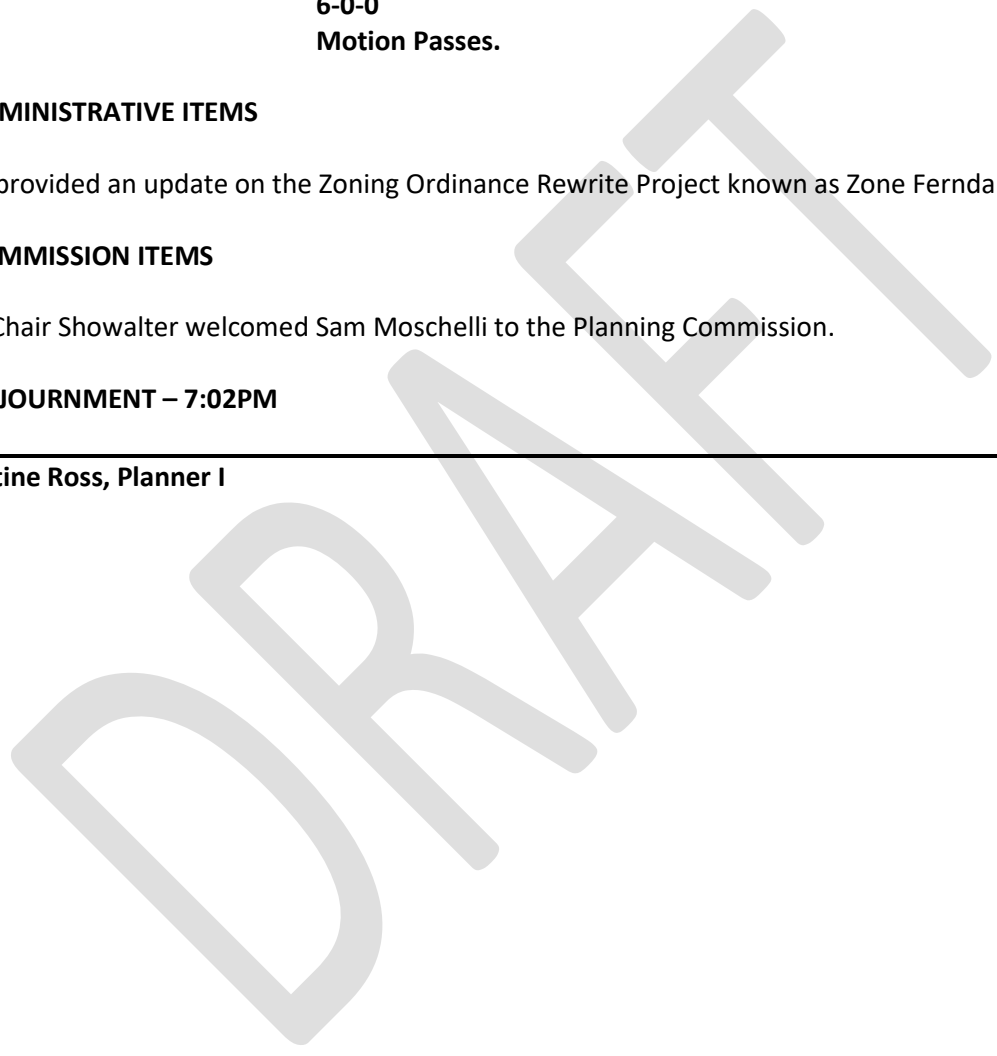 6-0-0
Motion Passes.
MINISTRATIVE ITEMS
provided an update on the Zoning Ordinance Rewrite Project known as Zone Fernda
MMISSION ITEMS
Chair Showalter welcomed Sam Moschelli to the Planning Commission.
JOURNMENT – 7:02PM
tine Ross, Planner I
DRAFT